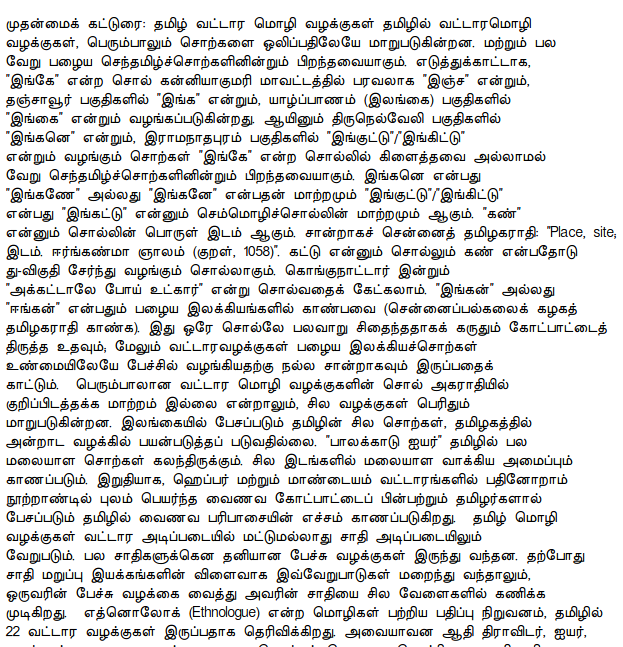 முதன்மைக் கட்டுரை: தமிழ் வட்டார மொழி வழக்குகள் தமிழில் வட்டாரமொழி
வழக்குகள், பெரும்பாலும் சொற்களை ஒலிப்பதிலேயே மாறுபடுகின்றன. மற்றும் பல
வேறு பழைய செந்தமிழ்ச்சொற்களினின்றும் பிறந்தவையாகும். எடுத்துக்காட்டாக,
"இங்கே" என்ற சொல் கன்னியாகுமரி மாவட்டத்தில் பரவலாக "இஞ்ச" என்றும்,
தஞ்சாவூர் பகுதிகளில் "இங்க" என்றும், யாழ்ப்பாணம் (இலங்கை) பகுதிகளில்
"இங்கை" என்றும் வழங்கப்படுகின்றது. ஆயினும் திருநெல்வேலி பகுதிகளில்
"இங்கனெ" என்றும், இராமநாதபுரம் பகுதிகளில் "இங்குட்டு"/"இங்கிட்டு"
என்றும் வழங்கும் சொற்கள் "இங்கே" என்ற சொல்லில் கிளைத்தவை அல்லாமல்
வேறு செந்தமிழ்ச்சொற்களினின்றும் பிறந்தவையாகும். இங்கனெ என்பது
"இங்கணே" அல்லது "இங்கனே" என்பதன் மாற்றமும் "இங்குட்டு"/"இங்கிட்டு"
என்பது "இங்கட்டு" என்னும் செம்மொழிச்சொல்லின் மாற்றமும் ஆகும். "கண்"
என்னும் சொல்லின் பொருள் இடம் ஆகும். சான்றாகச் சென்னைத் தமிழகராதி: "Place, site,
இடம். ஈர்ங்கண்மா ஞாலம் (குறள், 1058)". கட்டு என்னும் சொல்லும் கண் என்பதோடு
து-விகுதி சேர்ந்து வழங்கும் சொல்லாகும். கொங்குநாட்டார் இன்றும்
"அக்கட்டாலே போய் உட்கார்" என்று சொல்வதைக் கேட்கலாம். "இங்கன்" அல்லது
"ஈங்கன்" என்பதும் பழைய இலக்கியங்களில் காண்பவை (சென்னைப்பல்கலைக் கழகத்
தமிழகராதி காண்க). இது ஒரே சொல்லே பலவாறு சிதைந்ததாகக் கருதும் கோட்பாட்டைத்
திருத்த உதவும், மேலும் வட்டாரவழக்குகள் பழைய இலக்கியச்சொற்கள்
உண்மையிலேயே பேச்சில் வழங்கியதற்கு நல்ல சான்றாகவும் இருப்பதைக்
காட்டும். பெரும்பாலான வட்டார மொழி வழக்குகளின் சொல் அகராதியில்
குறிப்பிடத்தக்க மாற்றம் இல்லை என்றாலும், சில வழக்குகள் பெரிதும்
மாறுபடுகின்றன. இலங்கையில் பேசப்படும் தமிழின் சில சொற்கள், தமிழகத்தில்
அன்றாட வழக்கில் பயன்படுத்தப் படுவதில்லை. "பாலக்காடு ஐயர்" தமிழில் பல
மலையாள சொற்கள் கலந்திருக்கும். சில இடங்களில் மலையாள வாக்கிய அமைப்பும்
காணப்படும். இறுதியாக, ஹெப்பர் மற்றும் மாண்டையம் வட்டாரங்களில் பதினோறாம்
நூற்றாண்டில் புலம் பெயர்ந்த வைணவ கோட்பாட்டைப் பின்பற்றும் தமிழர்களால்
பேசப்படும் தமிழில் வைணவ பரிபாசையின் எச்சம் காணப்படுகிறது. தமிழ் மொழி
வழக்குகள் வட்டார அடிப்படையில் மட்டுமல்லாது சாதி அடிப்படையிலும்
வேறுபடும். பல சாதிகளுக்கென தனியான பேச்சு வழக்குகள் இருந்து வந்தன. தற்போது
சாதி மறுப்பு இயக்கங்களின் விளைவாக இவ்வேறுபாடுகள் மறைந்து வந்தாலும்,
ஒருவரின் பேச்சு வழக்கை வைத்து அவரின் சாதியை சில வேளைகளில் கணிக்க
முடிகிறது. எத்னொலோக் (Ethnologue) என்ற மொழிகள் பற்றிய பதிப்பு நிறுவனம், தமிழில்
22 வட்டார வழக்குகள் இருப்பதாக தெரிவிக்கிறது. அவையாவன ஆதி திராவிடர், ஐயர்,